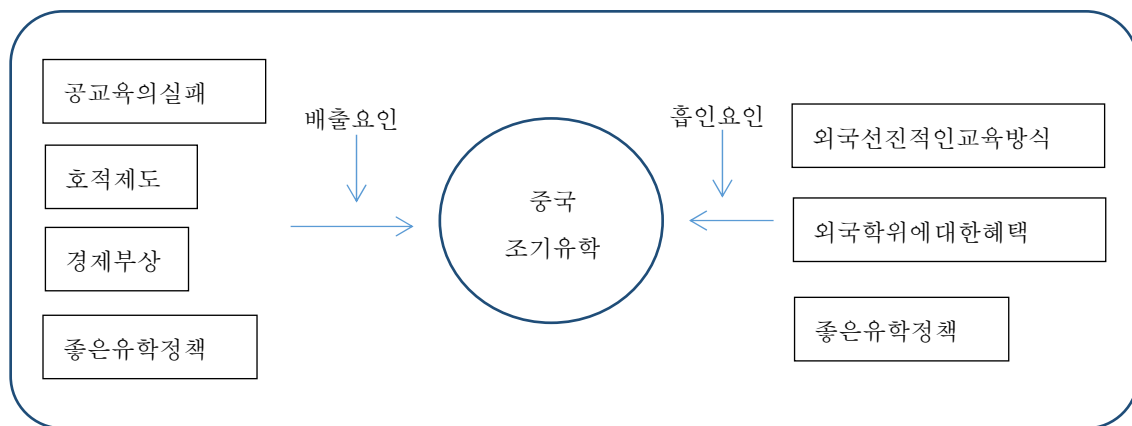 공교육의실패
호적제도
경제부상
좋은유학정책
배출요인
중국
조기유학
흡인요인
외국선진적인교육방식
외국학위에대한혜택
좋은유학정책